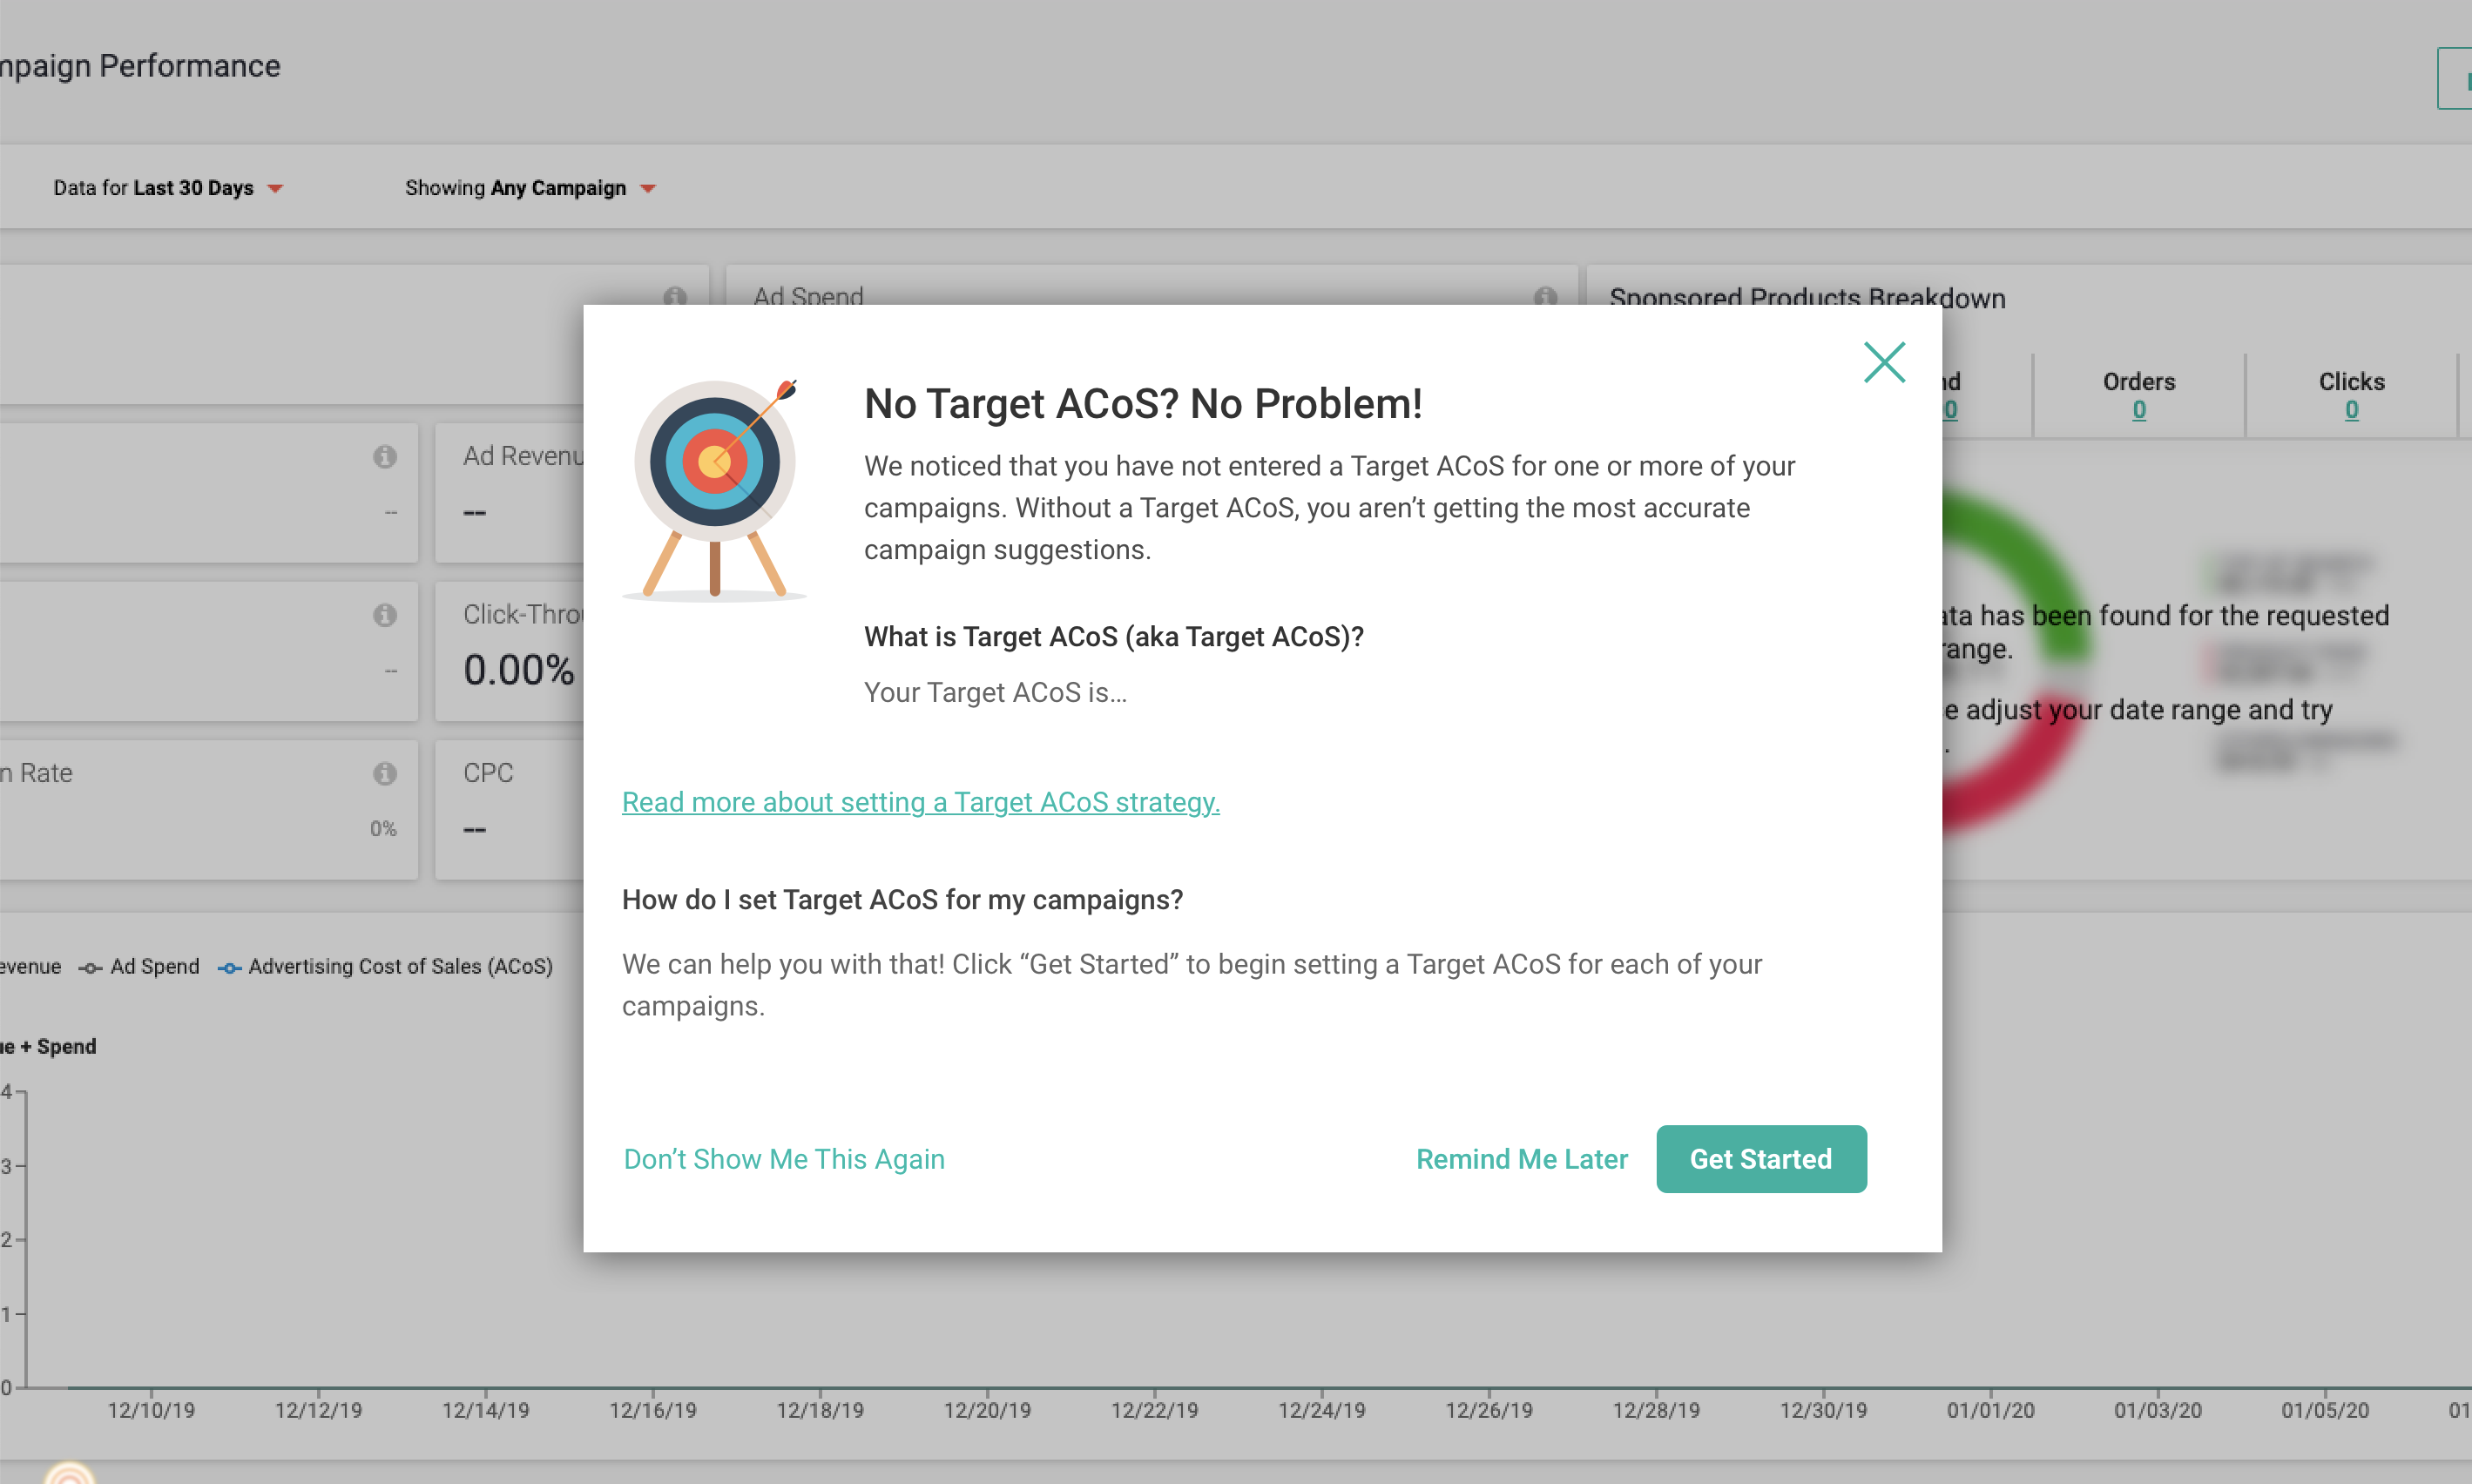 mpaign Performance
Data for Last 30 Days
Showing Any Campaign
Ad Spend
Sponsored Products Breakdown
nd
0
Orders
0
Clicks
0
--
Ad Revenu
--
--
Click-Thro
0.00%
n Rate
0%
CPC
--
ata has been found for the requested
range.
e adjust your date range and try
.
No Target ACoS? No Problem!
We noticed that you have not entered a Target ACoS for one or more of your
campaigns. Without a Target ACoS, you aren’t getting the most accurate
campaign suggestions.
What is Target ACoS (aka Target ACoS)?
Your Target ACoS is...
Read more about setting a Target ACoS strategy.
How do I set Target ACoS for my campaigns?
We can help you with that! Click “Get Started” to begin setting a Target ACoS for each of your
campaigns.
Don’t Show Me This Again
Remind Me Later
Get Started
evenue Ad Spend Advertising Cost of Sales (ACoS)
ue + Spend
4
3
2
1
0
12/10/19 12/12/19 12/14/19 12/16/19 12/18/19 12/20/19 12/22/19 12/24/19 12/26/19 12/28/19 12/30/19 01/01/20 01/03/20 01/05/20 01